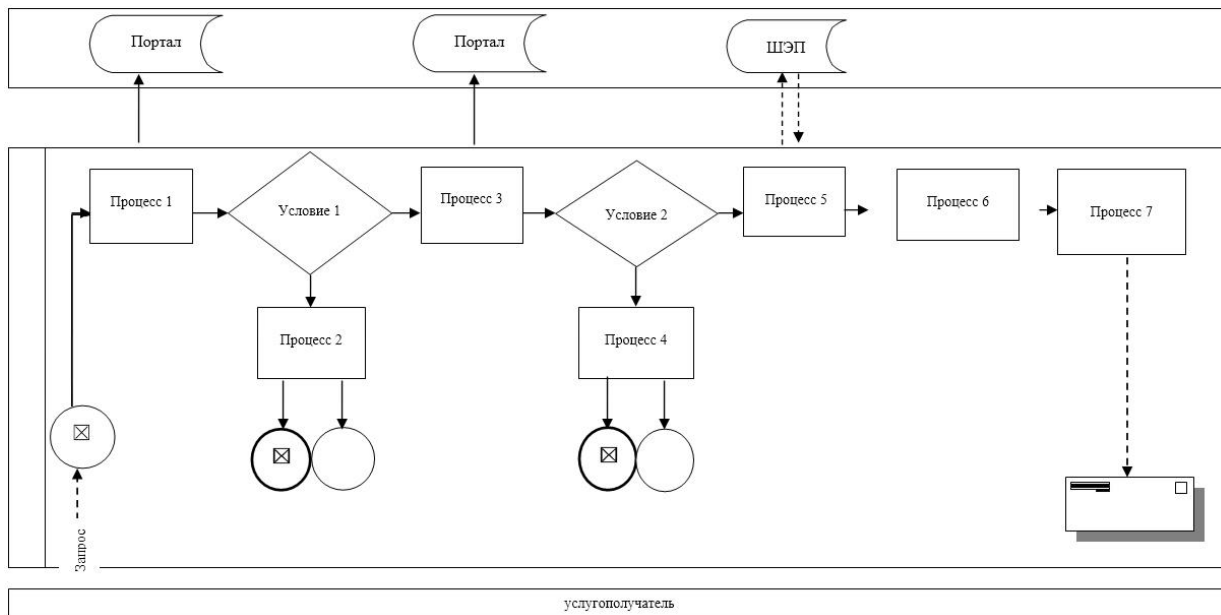 Портал
Портал
ШЭП
Процесс 1
Условие 1
Процесс 3
Условие 2
Процесс 5
Процесс 6
Процесс 7
Процесс 2
Процесс 4
Запрос
услугополучатель